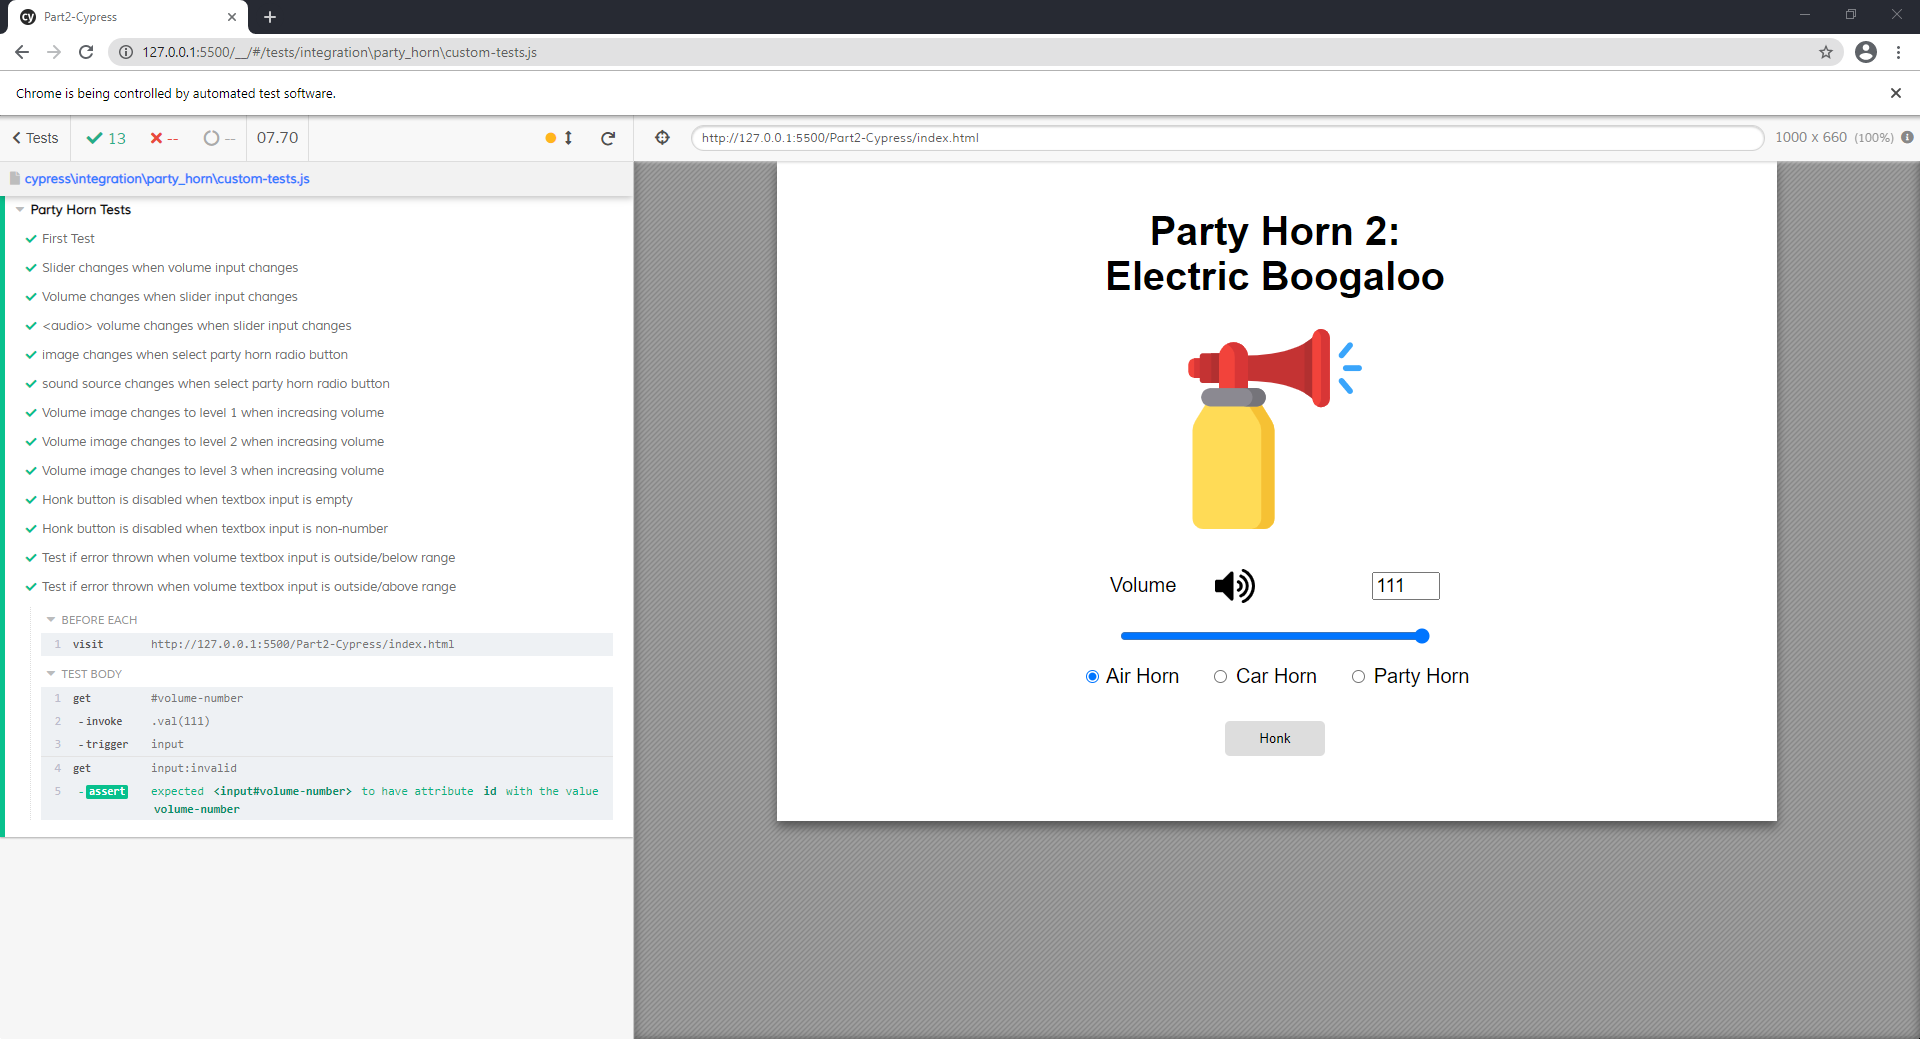 cy Part2-Cypress
127.0.0.1:5500/__/#/tests/integration\party_horn\custom-tests.js
Chrome is being controlled by automated test software.
Tests 13 -- -- 07.70
http://127.0.0.1:5500/Part2-Cypress/index.html 1000 x 660 (100%) i
cypress\integration\party_horn\custom-tests.js
Party Horn Tests
First Test
Slider changes when volume input changes
Volume changes when slider input changes
<audio> volume changes when slider input changes
image changes when select party horn radio button
sound source changes when select party horn radio button
Volume image changes to level 1 when increasing volume
Volume image changes to level 2 when increasing volume
Volume image changes to level 3 when increasing volume
Honk button is disabled when textbox input is empty
Honk button is disabled when textbox input is non-number
Test if error thrown when volume textbox input is outside/below range
Test if error thrown when volume textbox input is outside/above range
BEFORE EACH
1 visit http://127.0.0.1:5500/Part2-Cypress/index.html
TEST BODY
1 get #volume-number
2 -invoke .val(111)
3 -trigger input
4 get input:invalid
5 -assert expected <input#volume-number> to have attribute id with the value
volume-number
Party Horn 2:
Electric Boogaloo
Volume 111
Air Horn Car Horn Party Horn
Honk